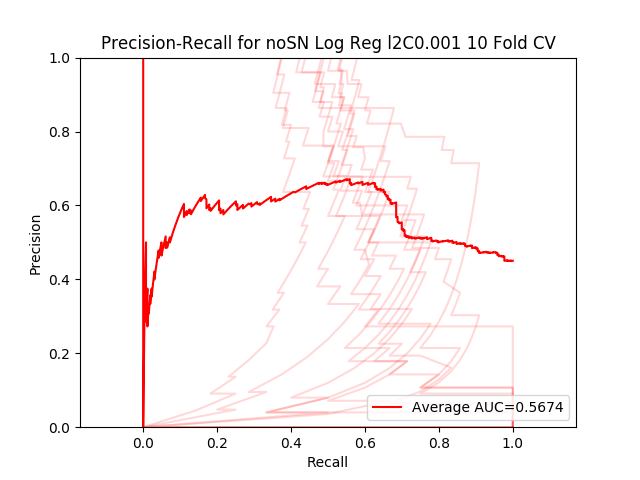 Precision-Recall for noSN Log Reg l2C0.001 10 Fold CV
1.0
0.8
0.6
0.4
0.2
0.0
Precision
0.0 0.2 0.4 0.6 0.8 1.0
Recall
Average AUC=0.5674